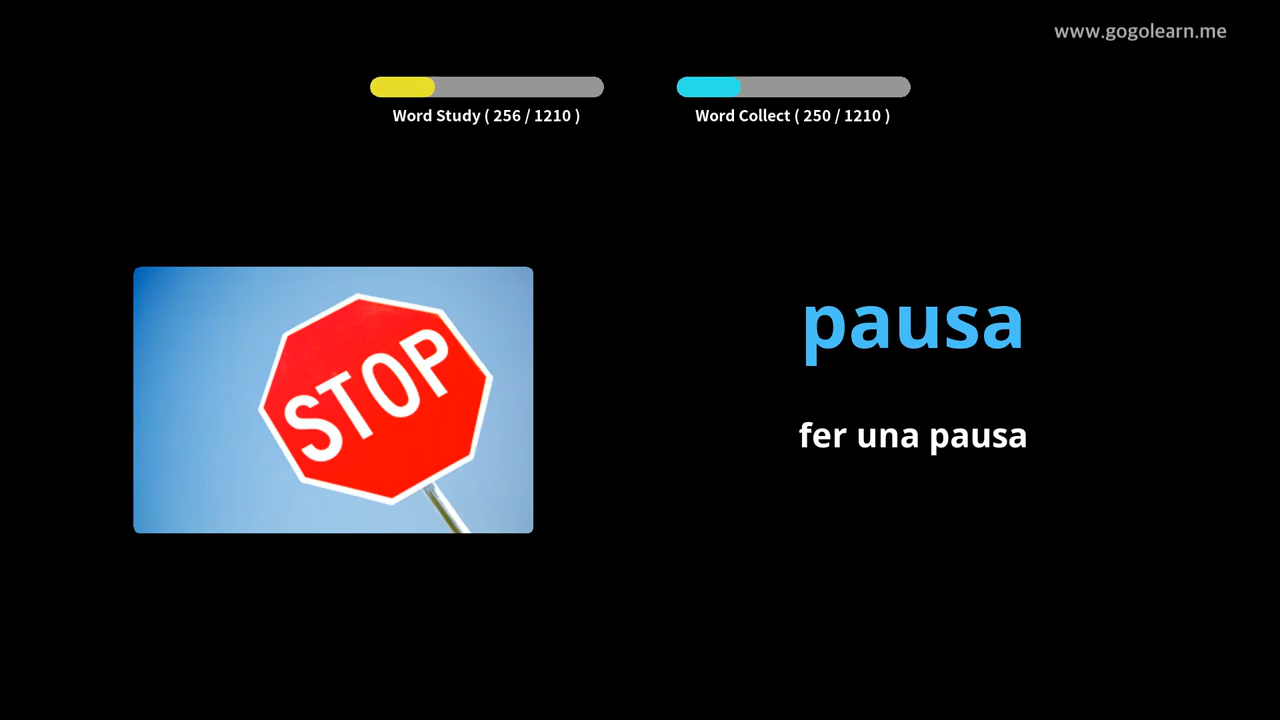 www.gogolearn.me
Word Study ( 256 / 1210 )
Word Collect ( 250 / 1210 )
STOP
pausa
fer una pausa